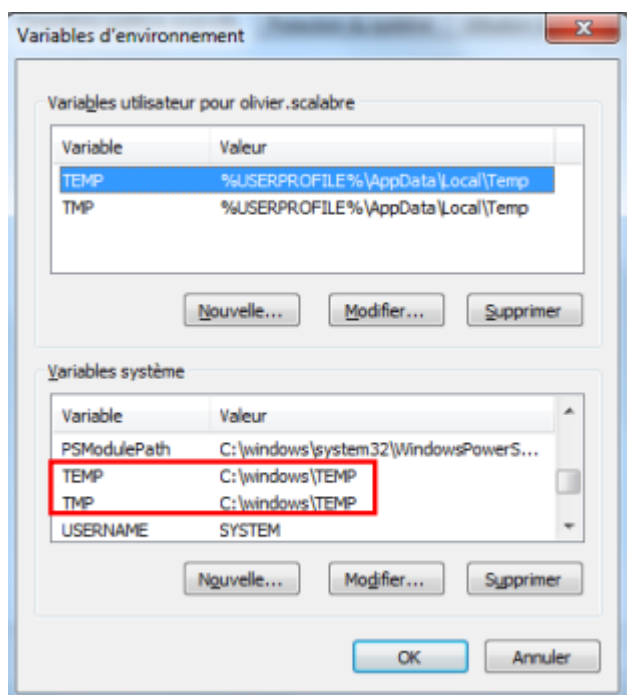 Variables d'environnement
Variables utilisateur pour olivier.scalabre
Variable Valeur
TEMP %USERPROFILE%\AppData\Local\Temp
TMP %USERPROFILE%\AppData\Local\Temp
Nouvelle... Modifier... Supprimer
Variables système
Variable Valeur
PSModulePath C:\windows\system32\WindowsPowerS...
TEMP C:\windows\TEMP
TMP C:\windows\TEMP
USERNAME SYSTEM
Nouvelle... Modifier... Supprimer
OK Annuler